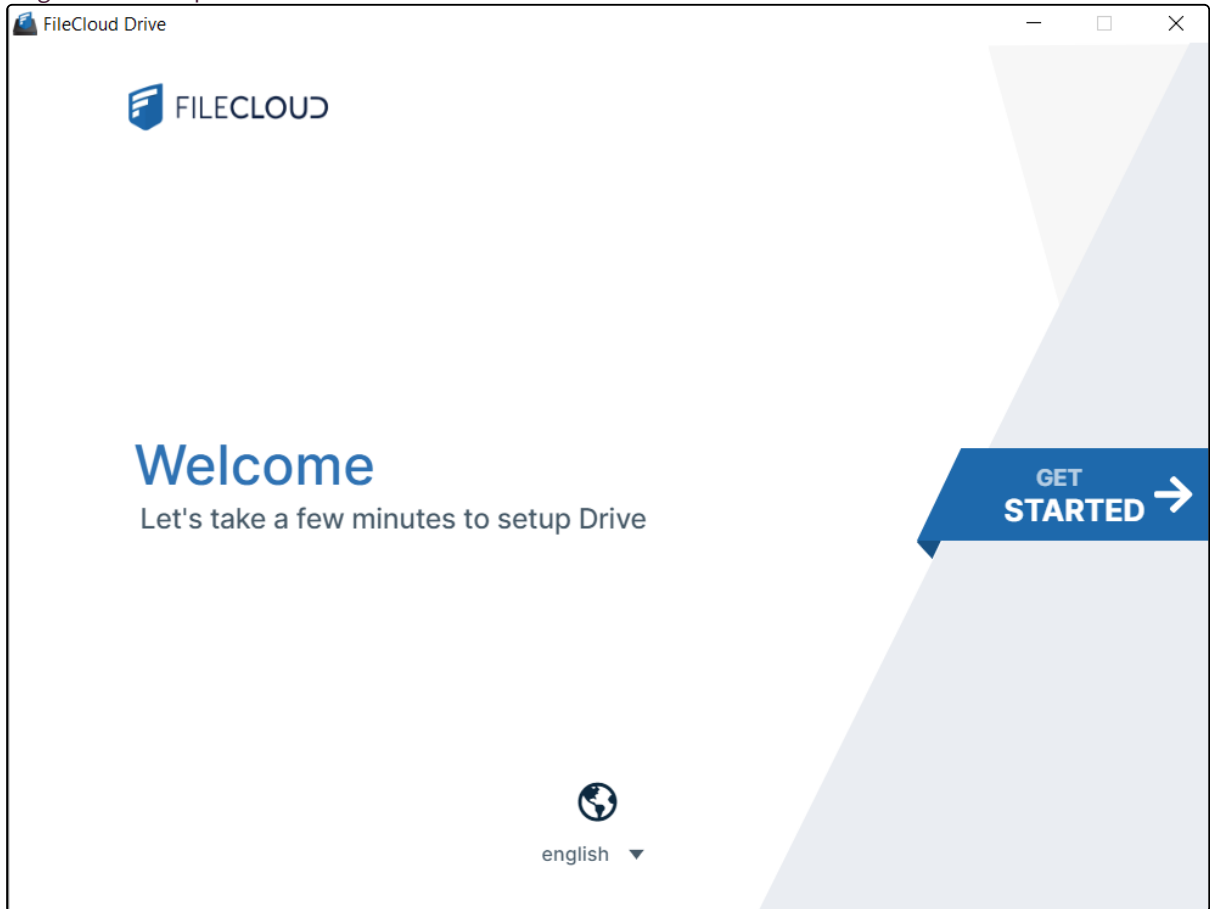 FileCloud Drive
FILECLOUD
Welcome
Let's take a few minutes to setup Drive
GET
STARTED
english